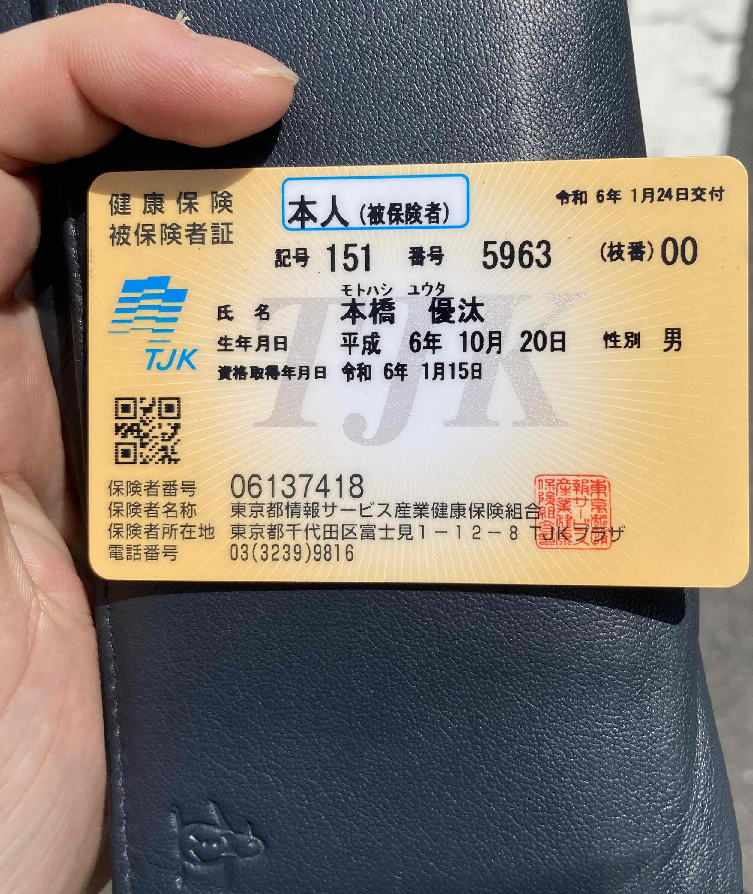 健康保険
被保険者証
本人(被保険者)
令和 6年 1月24日交付
記号 151 番号 5963 (枝番) 00
モトハシ ユウタ
氏名 本橋 優汰
生年月日 平成 6年 10月 20日 性別 男
資格取得年月日 令和 6年 1月15日
TJK
TJK
保険者番号 06137418
保険者名称 東京都情報サービス産業健康保険組合
保険者所在地 東京都千代田区富士見1-12-8 TJKプラザ
電話番号 03(3239)9816